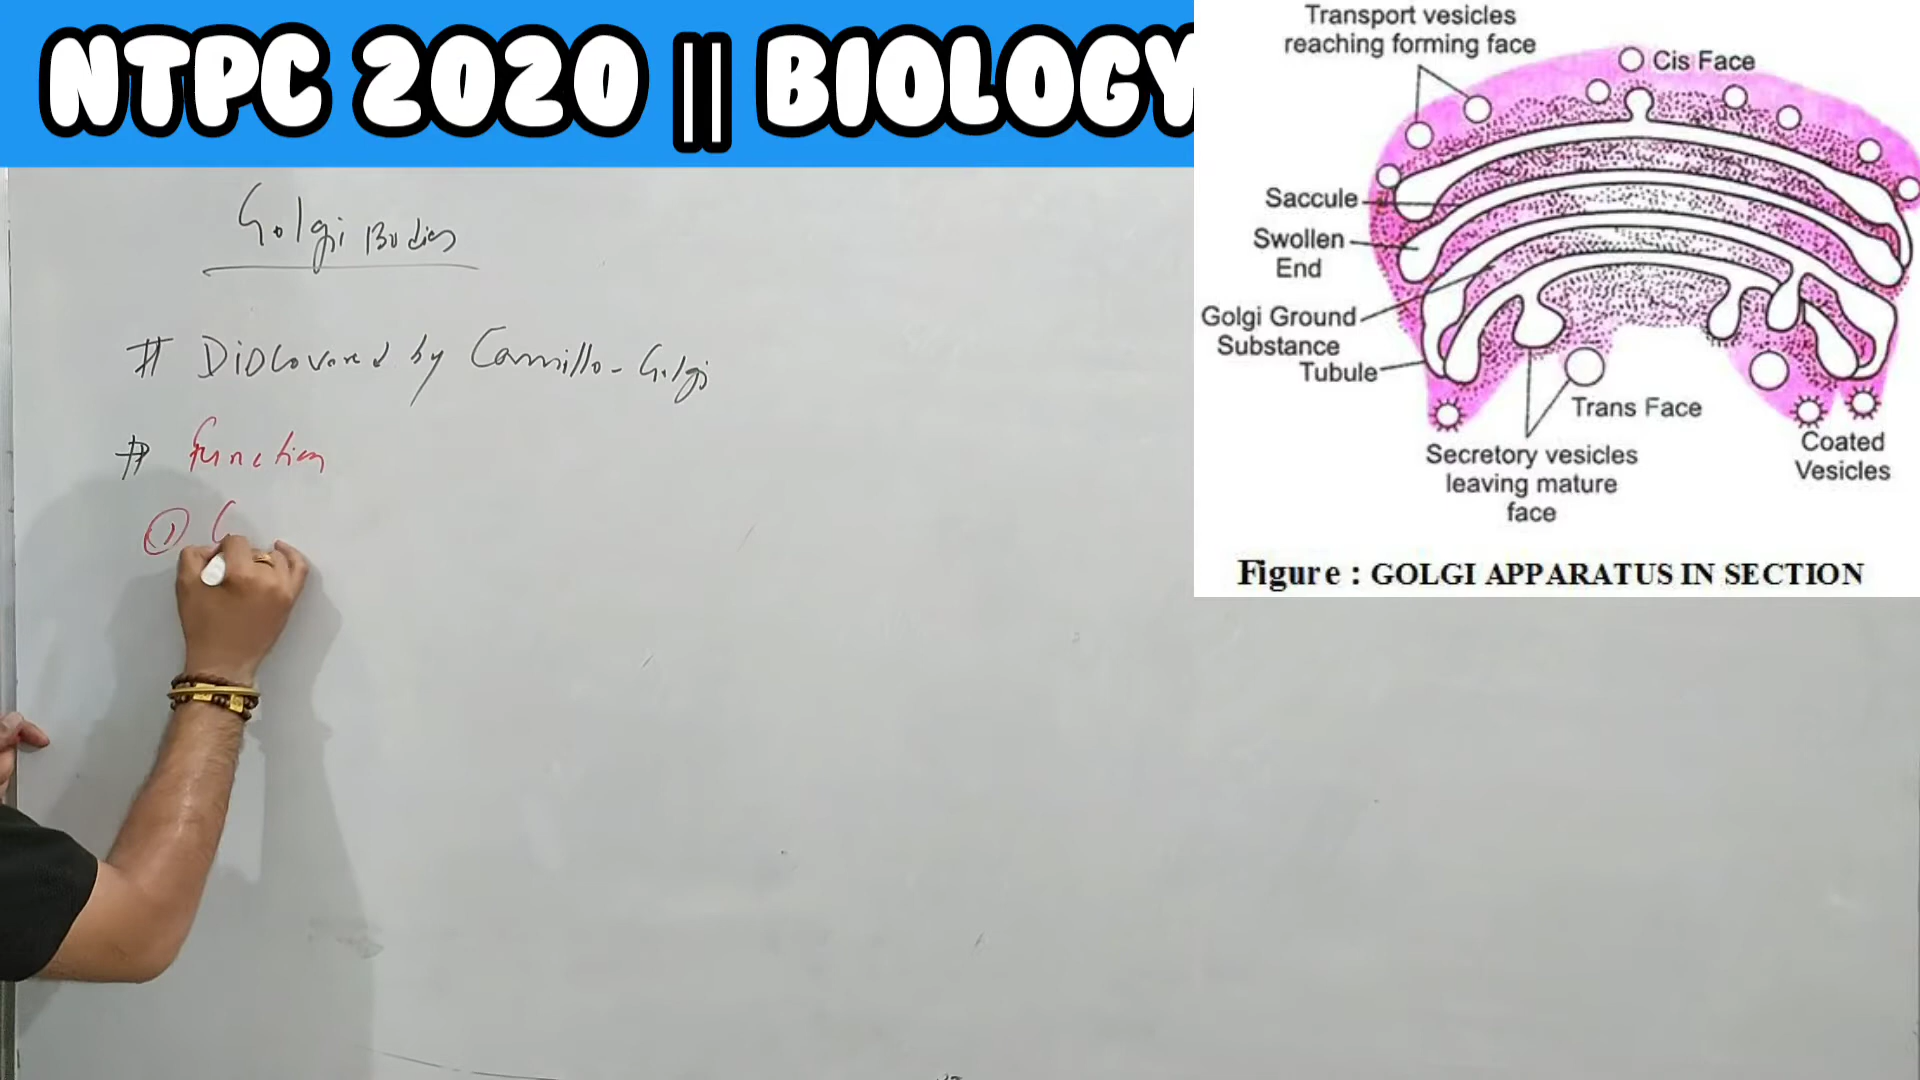 NTPC 2020 || BIOLOGY
Golgi Bodies
# Discovered by Camillo-Golgi
# Function
①
Transport vesicles
reaching forming face
Cis Face
Saccule
Swollen
End
Golgi Ground
Substance
Tubule
Trans Face
Secretory vesicles
leaving mature
face
Coated
Vesicles
Figure : GOLGI APPARATUS IN SECTION